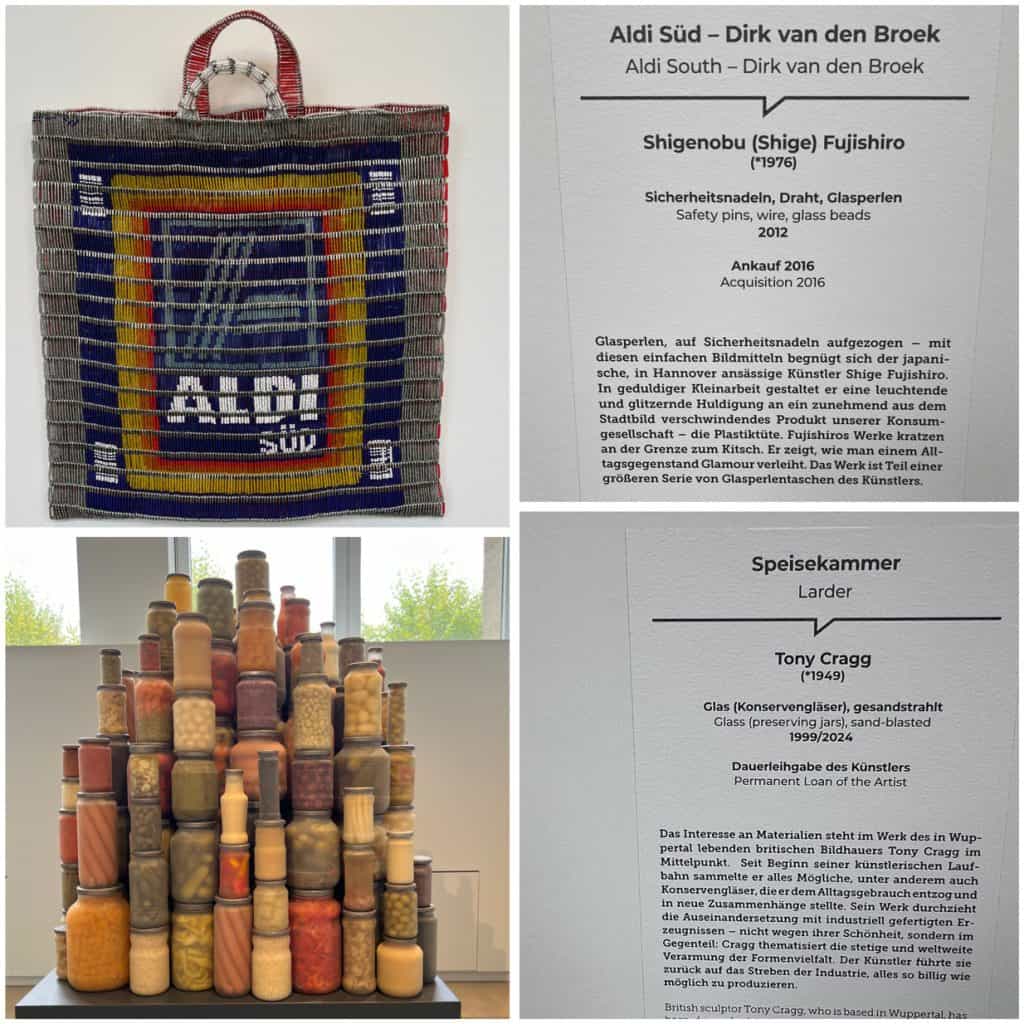 ALDI
SÜD
Aldi Süd – Dirk van den Broek
Aldi South – Dirk van den Broek
Shigenobu (Shige) Fujishiro
(*1976)
Sicherheitsnadeln, Draht, Glasperlen
Safety pins, wire, glass beads
2012
Ankauf 2016
Acquisition 2016
Glasperlen, auf Sicherheitsnadeln aufgezogen – mit
diesen einfachen Bildmitteln begnügt sich der japani-
sche, in Hannover ansässige Künstler Shige Fujishiro.
In geduldiger Kleinarbeit gestaltet er eine leuchtende
und glitzernde Huldigung an ein zunehmend aus dem
Stadtbild verschwindendes Produkt unserer Konsum-
gesellschaft – die Plastiktüte. Fujishiros Werke kratzen
an der Grenze zum Kitsch. Er zeigt, wie man einem All-
tagsgegenstand Glamour verleiht. Das Werk ist Teil einer
größeren Serie von Glasperlentaschen des Künstlers.
Speisekammer
Larder
Tony Cragg
(*1949)
Glas (Konservengläser), gesandstrahlt
Glass (preserving jars), sand-blasted
1999/2024
Dauerleihgabe des Künstlers
Permanent Loan of the Artist
Das Interesse an Materialien steht im Werk des in Wup-
pertal lebenden britischen Bildhauers Tony Cragg im
Mittelpunkt. Seit Beginn seiner künstlerischen Lauf-
bahn sammelte er alles Mögliche, unter anderem auch
Konservengläser, die er dem Alltagsgebrauch entzog und
in neue Zusammenhänge stellte. Sein Werk durchzieht
die Auseinandersetzung mit industriell gefertigten Er-
zeugnissen – nicht wegen ihrer Schönheit, sondern im
Gegenteil: Cragg thematisiert die stetige und weltweite
Verarmung der Formenvielfalt. Der Künstler führte sie
zurück auf das Streben der Industrie, alles so billig wie
möglich zu produzieren.
British sculptor Tony Cragg, who is based in Wuppertal, has